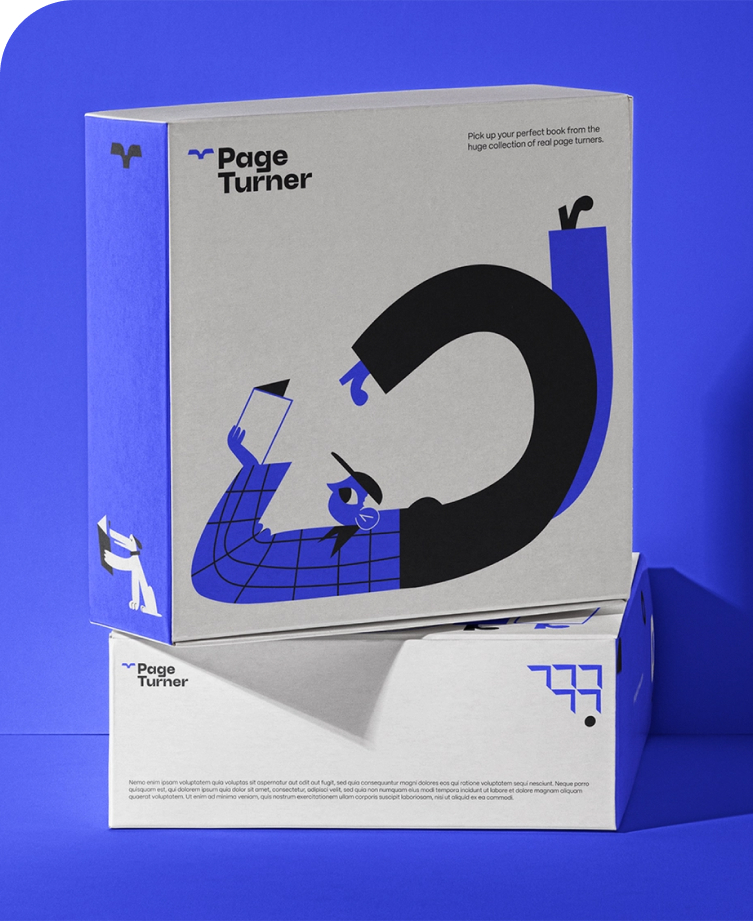 Page
Turner
Pick up your perfect book from the
huge collection of real page turners.
Page
Turner
Nemo enim ipsam voluptatem quia voluptas sit aspernatur aut odit aut fugit, sed quia consequuntur magni dolores eos qui ratione voluptatem sequi nesciunt. Neque porro
quisquam est, qui dolorem ipsum quia dolor sit amet, consectetur, adipisci velit, sed quia non numquam eius modi tempora incidunt ut labore et dolore magnam aliquam
quaerat voluptatem. Ut enim ad minima veniam, quis nostrum exercitationem ullam corporis suscipit laboriosam, nisi ut aliquid ex ea commodi.